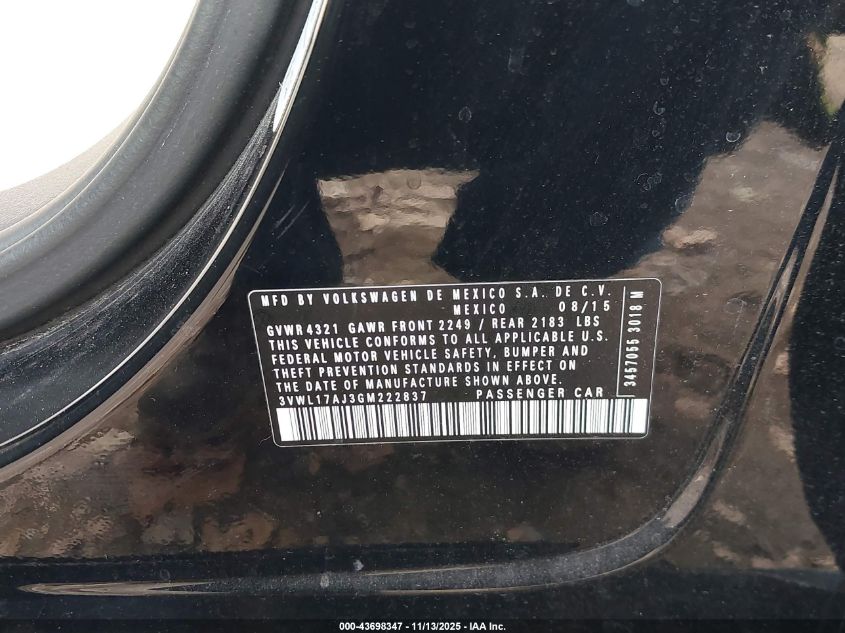 MFD BY VOLKSWAGEN DE MEXICO S.A. DE C.V.
MEXICO 08/15
GVWR 4321 GAWR FRONT 2249 / REAR 2183 LBS
THIS VEHICLE CONFORMS TO ALL APPLICABLE U.S.
FEDERAL MOTOR VEHICLE SAFETY, BUMPER AND
THEFT PREVENTION STANDARDS IN EFFECT ON
THE DATE OF MANUFACTURE SHOWN ABOVE.
3VWL17AJ3GM222837 PASSENGER CAR
3457055 3018 M
000-43698347 - 11/13/2025 - IAA Inc.